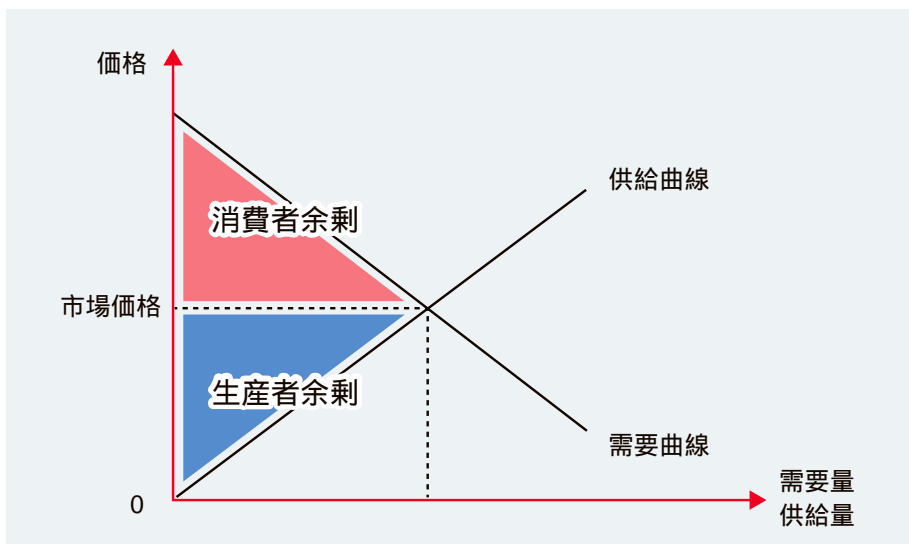 価格
供給曲線
消費者余剰
市場価格
生産者余剰
需要曲線
需要量
供給量
0